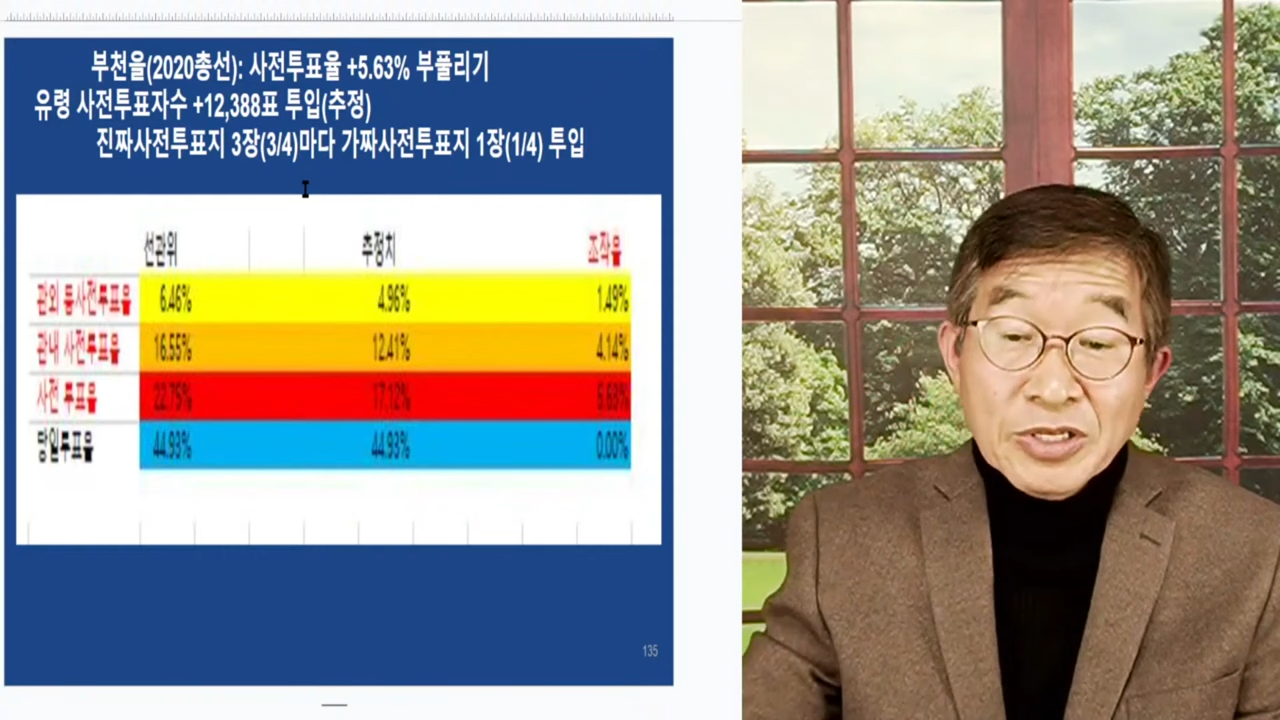 부천을(2020총선): 사전투표율 +5.63% 부풀리기
유령 사전투표자수 +12,388표 투입(추정)
진짜사전투표지 3장(3/4)마다 가짜사전투표지 1장(1/4) 투입
선관위 추정치 조작율
관외 등사전투표율 6.46% 4.96% 1.49%
관내 사전투표율 16.55% 12.41% 4.14%
사전 투표율 22.75% 17.12% 5.63%
당일투표율 44.93% 44.93% 0.00%
135